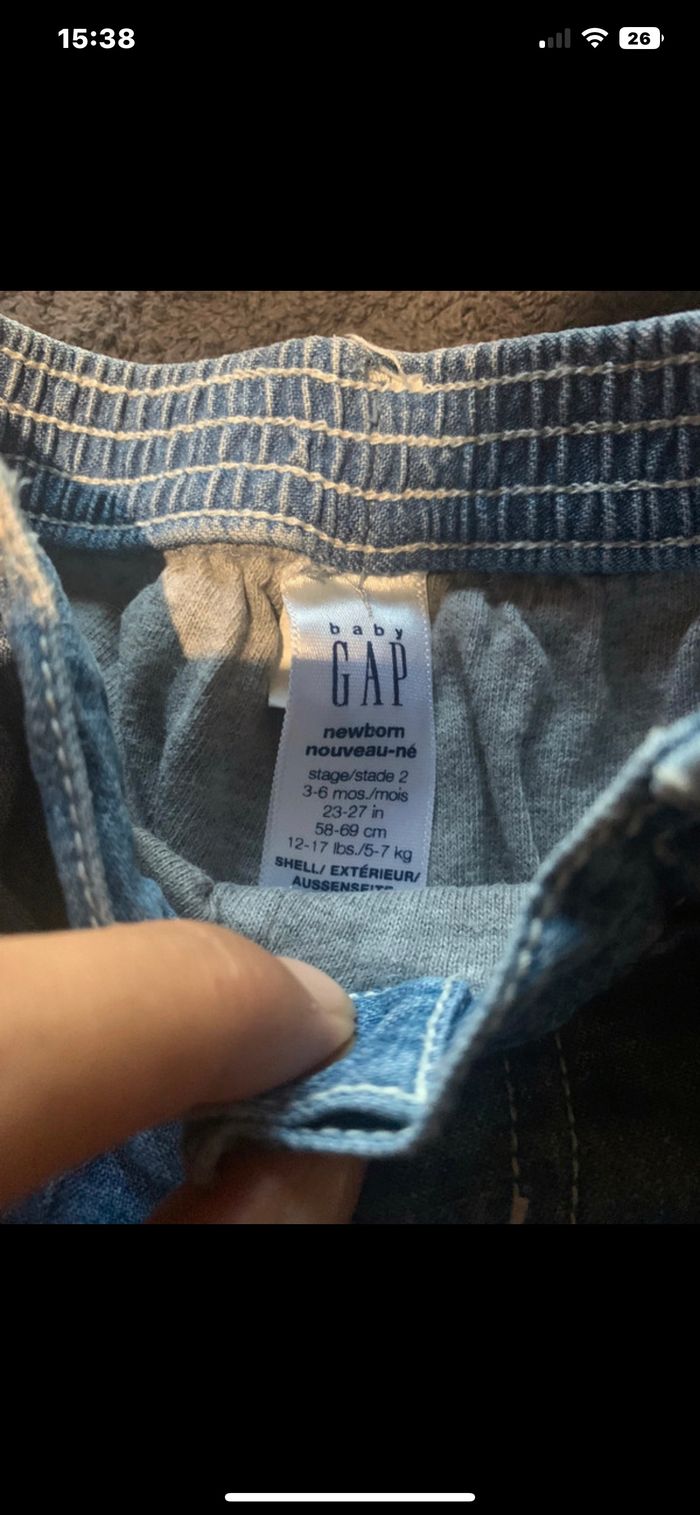 15:38
26
baby
GAP
newborn
nouveau-né
stage/stade 2
3-6 mos./mois
23-27 in
58-69 cm
12-17 lbs./5-7 kg
SHELL/ EXTÉRIEUR/
AUSSENSEITE